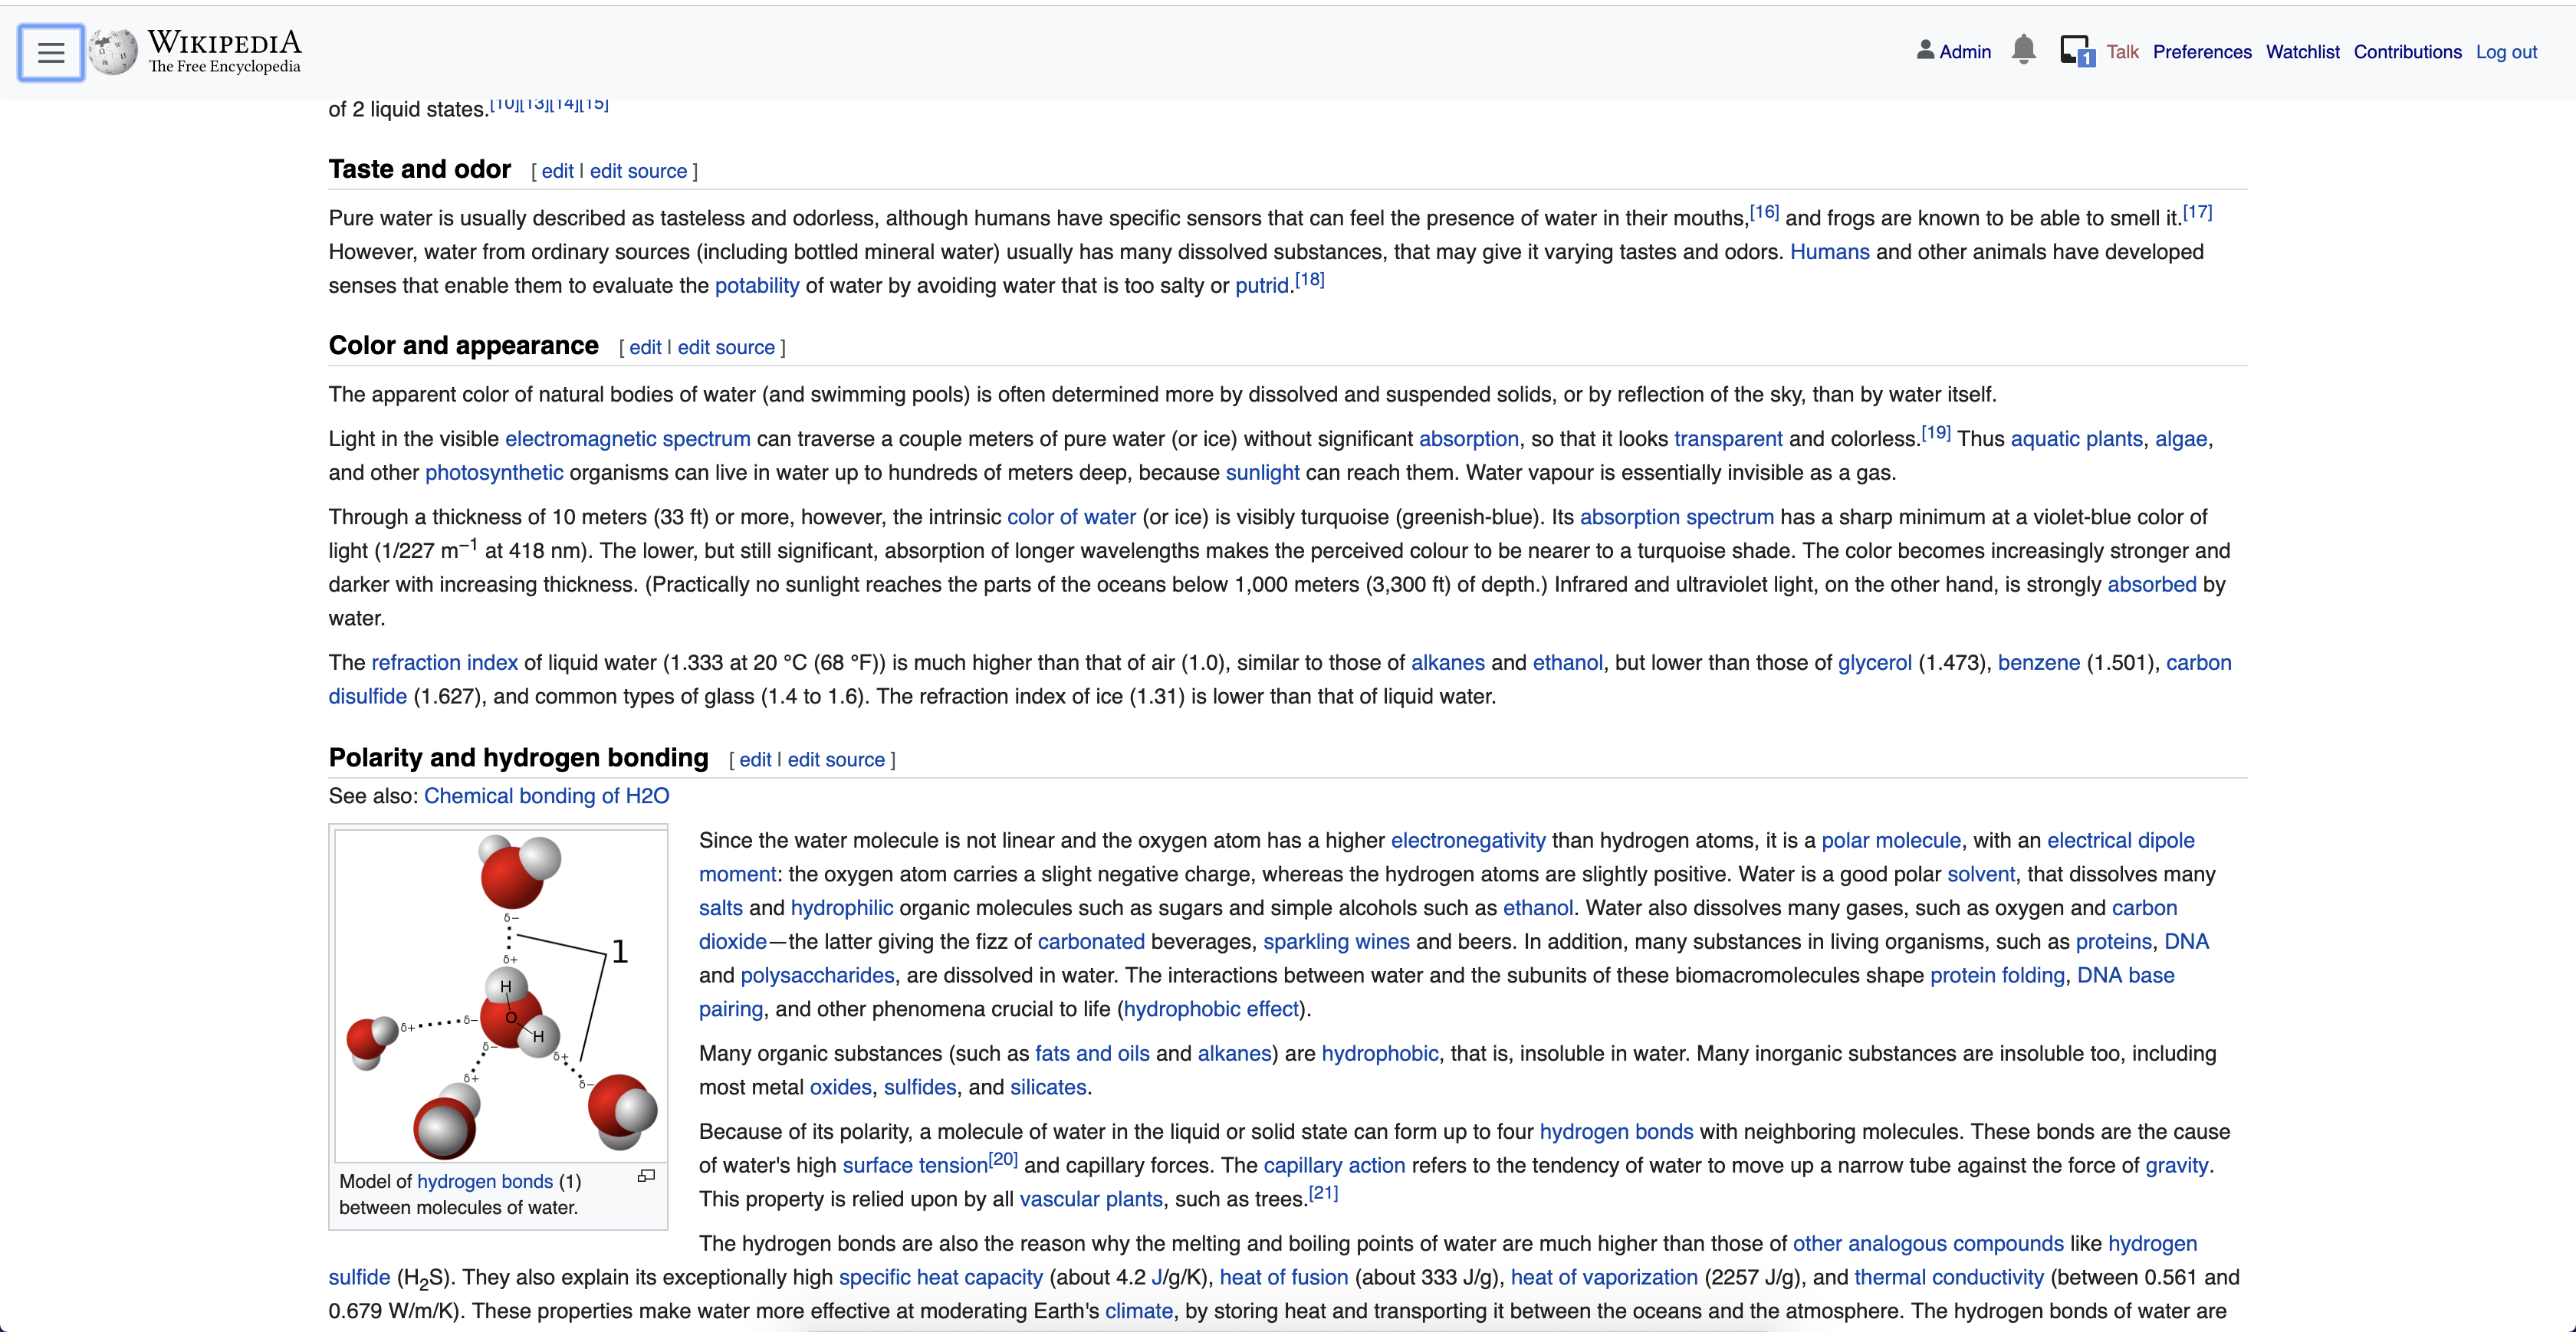 WIKIPEDIA
The Free Encyclopedia
Admin 1 Talk Preferences Watchlist Contributions Log out
of 2 liquid states.[10][13][14][15]
Taste and odor [ edit | edit source ]
Pure water is usually described as tasteless and odorless, although humans have specific sensors that can feel the presence of water in their mouths,[16] and frogs are known to be able to smell it.[17]
However, water from ordinary sources (including bottled mineral water) usually has many dissolved substances, that may give it varying tastes and odors. Humans and other animals have developed
senses that enable them to evaluate the potability of water by avoiding water that is too salty or putrid.[18]
Color and appearance [ edit | edit source ]
The apparent color of natural bodies of water (and swimming pools) is often determined more by dissolved and suspended solids, or by reflection of the sky, than by water itself.
Light in the visible electromagnetic spectrum can traverse a couple meters of pure water (or ice) without significant absorption, so that it looks transparent and colorless.[19] Thus aquatic plants, algae,
and other photosynthetic organisms can live in water up to hundreds of meters deep, because sunlight can reach them. Water vapour is essentially invisible as a gas.
Through a thickness of 10 meters (33 ft) or more, however, the intrinsic color of water (or ice) is visibly turquoise (greenish-blue). Its absorption spectrum has a sharp minimum at a violet-blue color of
light (1/227 m⁻¹ at 418 nm). The lower, but still significant, absorption of longer wavelengths makes the perceived colour to be nearer to a turquoise shade. The color becomes increasingly stronger and
darker with increasing thickness. (Practically no sunlight reaches the parts of the oceans below 1,000 meters (3,300 ft) of depth.) Infrared and ultraviolet light, on the other hand, is strongly absorbed by
water.
The refraction index of liquid water (1.333 at 20 °C (68 °F)) is much higher than that of air (1.0), similar to those of alkanes and ethanol, but lower than those of glycerol (1.473), benzene (1.501), carbon
disulfide (1.627), and common types of glass (1.4 to 1.6). The refraction index of ice (1.31) is lower than that of liquid water.
Polarity and hydrogen bonding [ edit | edit source ]
See also: Chemical bonding of H2O
δ−
1
δ+
H
O
H
δ+ δ−
δ− δ+
δ+ δ−
Model of hydrogen bonds (1)
between molecules of water.
Since the water molecule is not linear and the oxygen atom has a higher electronegativity than hydrogen atoms, it is a polar molecule, with an electrical dipole
moment: the oxygen atom carries a slight negative charge, whereas the hydrogen atoms are slightly positive. Water is a good polar solvent, that dissolves many
salts and hydrophilic organic molecules such as sugars and simple alcohols such as ethanol. Water also dissolves many gases, such as oxygen and carbon
dioxide—the latter giving the fizz of carbonated beverages, sparkling wines and beers. In addition, many substances in living organisms, such as proteins, DNA
and polysaccharides, are dissolved in water. The interactions between water and the subunits of these biomacromolecules shape protein folding, DNA base
pairing, and other phenomena crucial to life (hydrophobic effect).
Many organic substances (such as fats and oils and alkanes) are hydrophobic, that is, insoluble in water. Many inorganic substances are insoluble too, including
most metal oxides, sulfides, and silicates.
Because of its polarity, a molecule of water in the liquid or solid state can form up to four hydrogen bonds with neighboring molecules. These bonds are the cause
of water's high surface tension[20] and capillary forces. The capillary action refers to the tendency of water to move up a narrow tube against the force of gravity.
This property is relied upon by all vascular plants, such as trees.[21]
The hydrogen bonds are also the reason why the melting and boiling points of water are much higher than those of other analogous compounds like hydrogen
sulfide (H₂S). They also explain its exceptionally high specific heat capacity (about 4.2 J/g/K), heat of fusion (about 333 J/g), heat of vaporization (2257 J/g), and thermal conductivity (between 0.561 and
0.679 W/m/K). These properties make water more effective at moderating Earth's climate, by storing heat and transporting it between the oceans and the atmosphere. The hydrogen bonds of water are